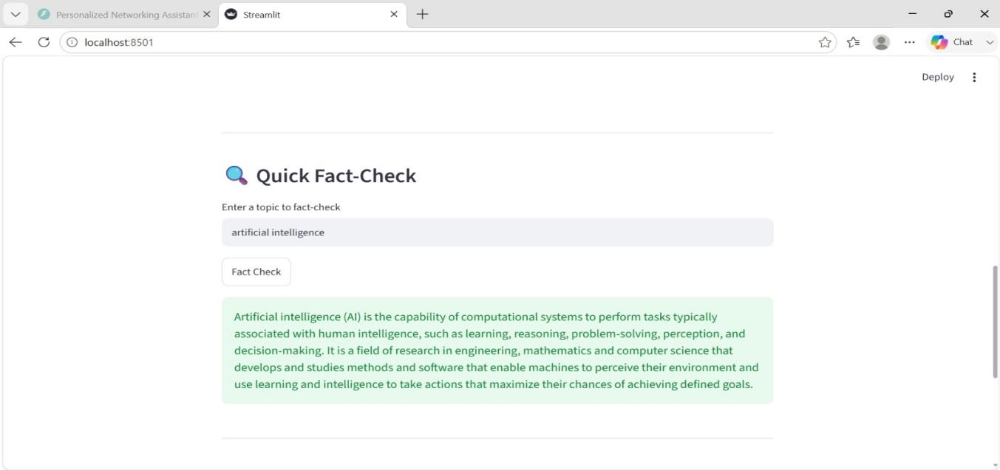 Personalized Networking Assistant
Streamlit
localhost:8501
Chat
Deploy
Quick Fact-Check
Enter a topic to fact-check
artificial intelligence
Fact Check
Artificial intelligence (AI) is the capability of computational systems to perform tasks typically
associated with human intelligence, such as learning, reasoning, problem-solving, perception, and
decision-making. It is a field of research in engineering, mathematics and computer science that
develops and studies methods and software that enable machines to perceive their environment and
use learning and intelligence to take actions that maximize their chances of achieving defined goals.